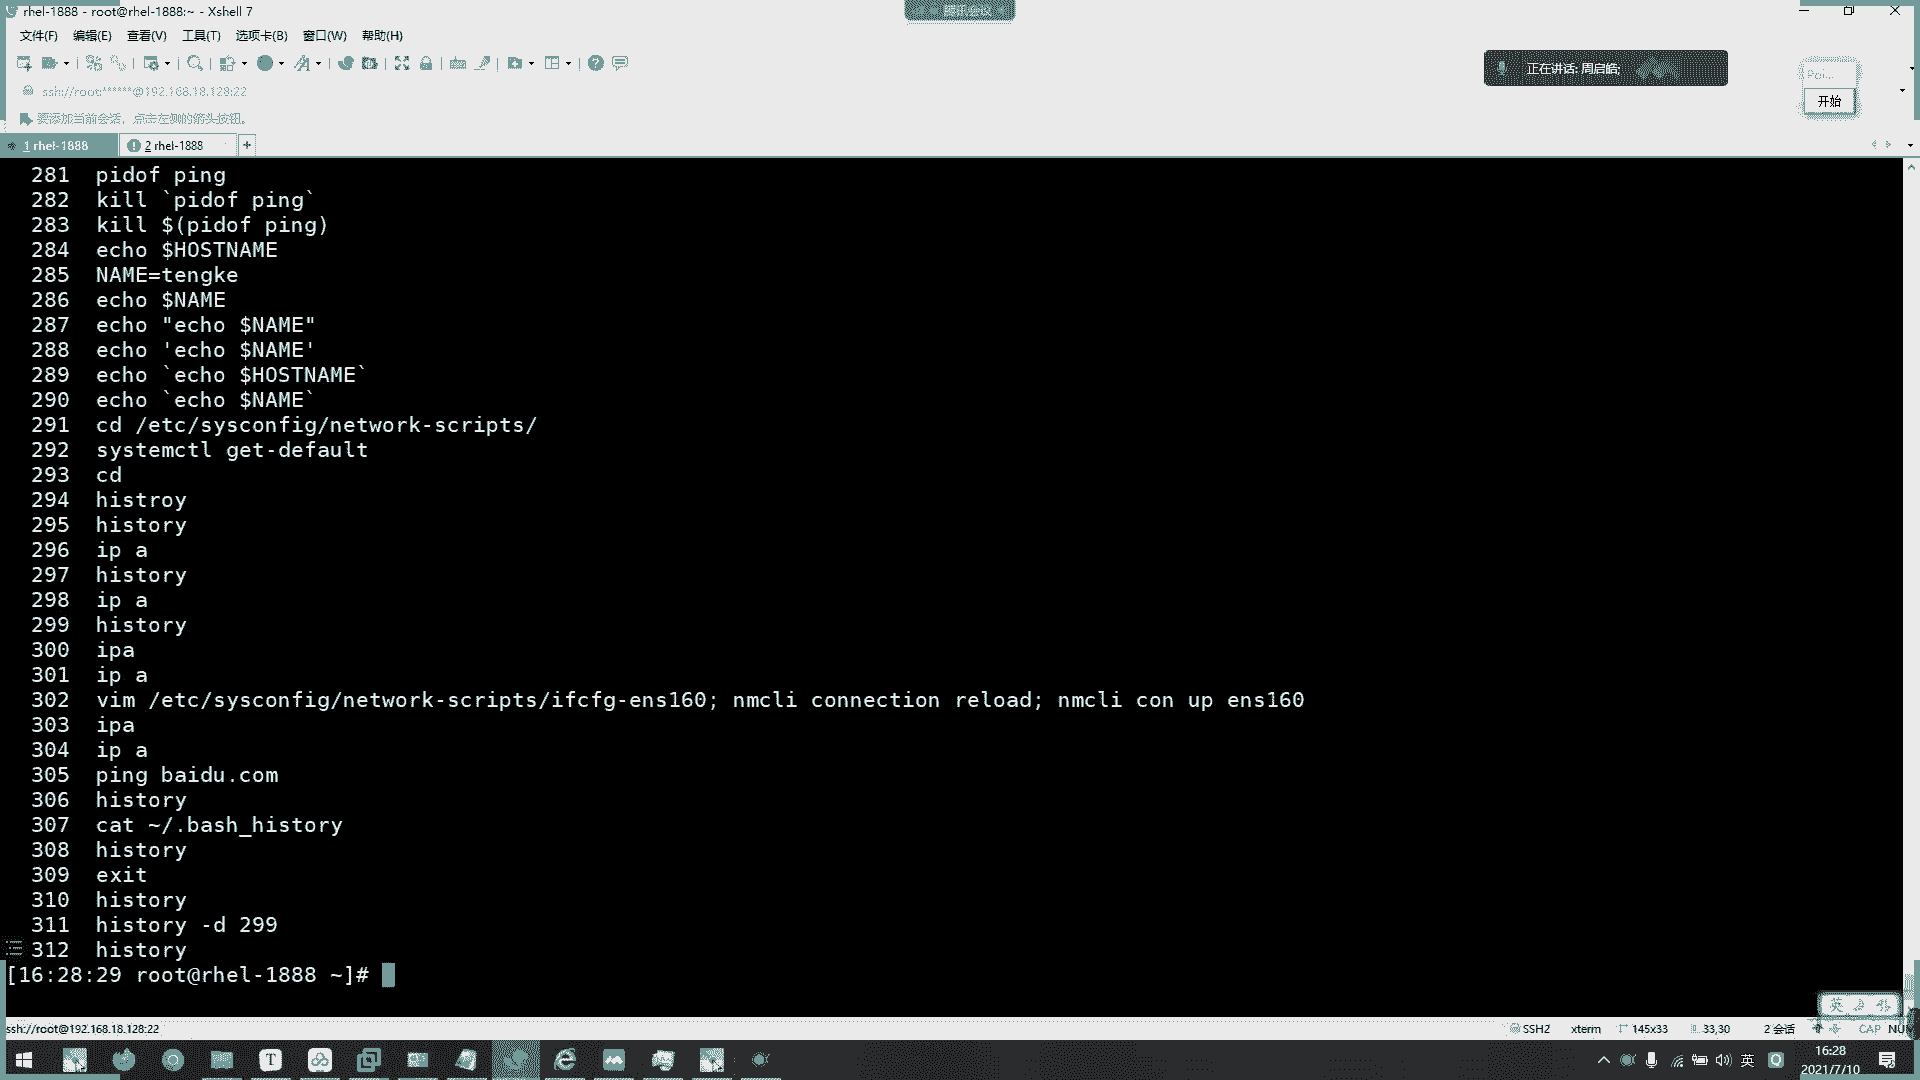 rhel-1888 - root@rhel-1888:~ - Xshell 7
腾讯会议
文件(F) 编辑(E) 查看(V) 工具(T) 选项卡(B) 窗口(W) 帮助(H)
正在讲话: 周启皓;
Poi...
开始
ssh://root:******@192.168.18.128:22
要添加当前会话，点击左侧的箭头按钮。
1 rhel-1888
2 rhel-1888
281 pidof ping
282 kill `pidof ping`
283 kill $(pidof ping)
284 echo $HOSTNAME
285 NAME=tengke
286 echo $NAME
287 echo "echo $NAME"
288 echo 'echo $NAME'
289 echo `echo $HOSTNAME`
290 echo `echo $NAME`
291 cd /etc/sysconfig/network-scripts/
292 systemctl get-default
293 cd
294 histroy
295 history
296 ip a
297 history
298 ip a
299 history
300 ipa
301 ip a
302 vim /etc/sysconfig/network-scripts/ifcfg-ens160; nmcli connection reload; nmcli con up ens160
303 ipa
304 ip a
305 ping baidu.com
306 history
307 cat ~/.bash_history
308 history
309 exit
310 history
311 history -d 299
312 history
[16:28:29 root@rhel-1888 ~]#
英
ssh://root@192.168.18.128:22
SSH2 xterm 145x33 33,30 2 会话 CAP NUM
英
16:28
2021/7/10